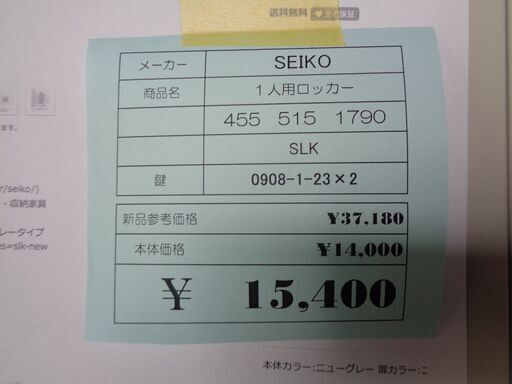 送料無料
メーカー SEIKO
商品名 1人用ロッカー
455 515 1790
SLK
鍵 0908-1-23×2
新品参考価格 ¥37,180
本体価格 ¥14,000
¥ 15,400
ます。
r/seiko/)
・収納家具
レータイプ
es=slk-new
本体カラー:ニューグレー 扉カラー:ニ